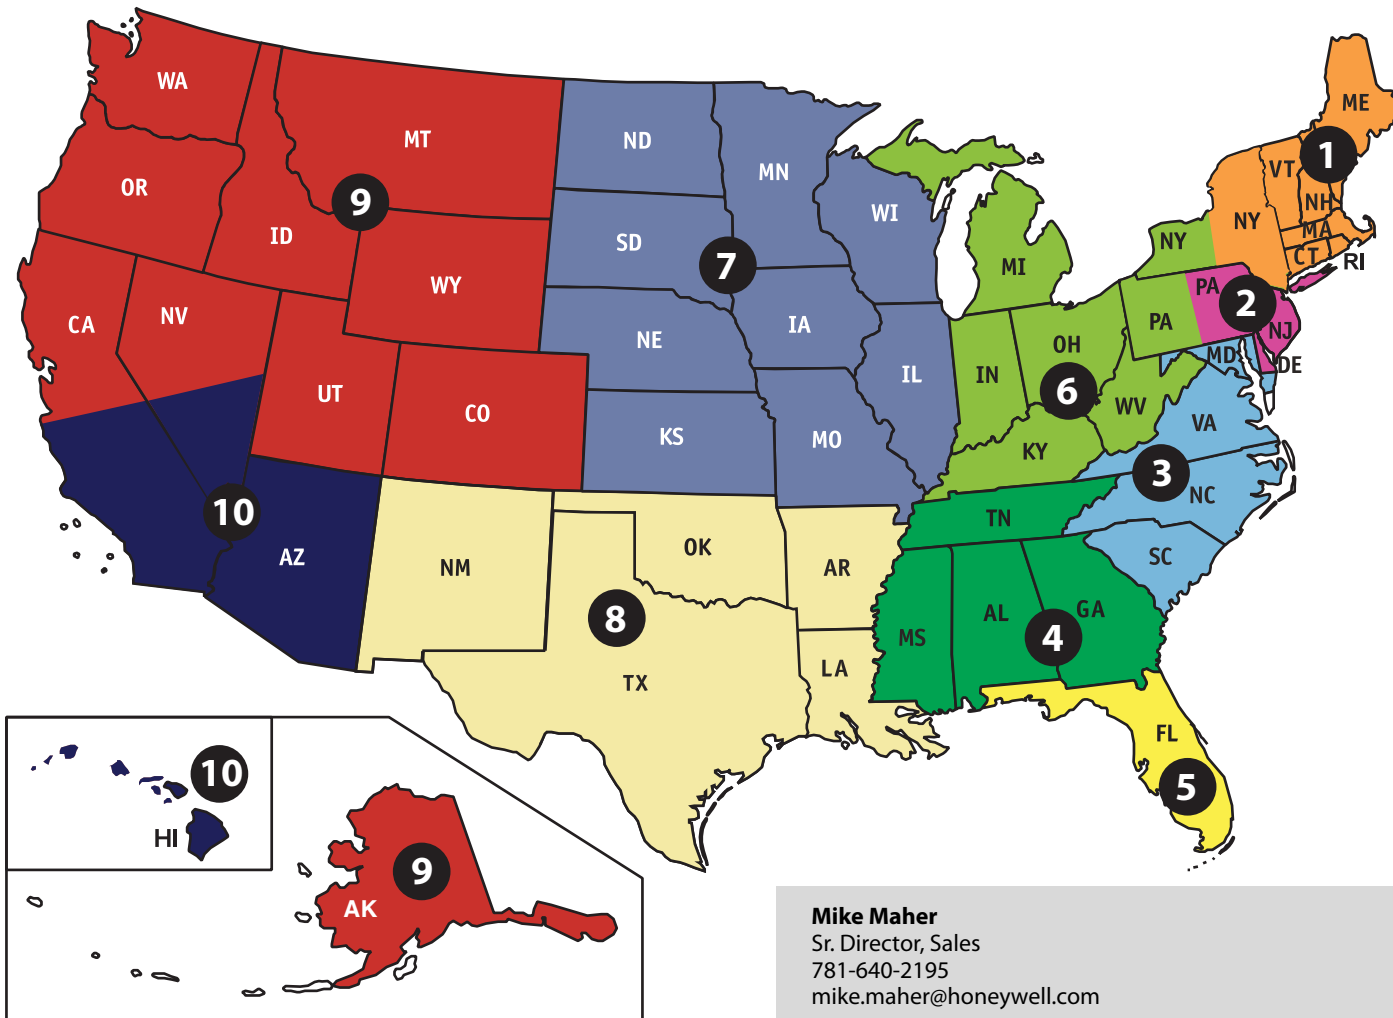 WA
MT
ND
MN
ME
1
VT
OR
9
WI
NH
NY
MA
ID
SD
7
NY
CT
RI
MI
WY
PA
2
CA
NV
IA
PA
NJ
NE
OH
MD
DE
IL
IN
UT
CO
6
WV
KS
MO
VA
KY
3
NC
10
TN
OK
AZ
NM
AR
SC
8
AL
GA
MS
4
LA
TX
FL
10
5
HI
9
AK
Mike Maher
Sr. Director, Sales
781-640-2195
mike.maher@honeywell.com